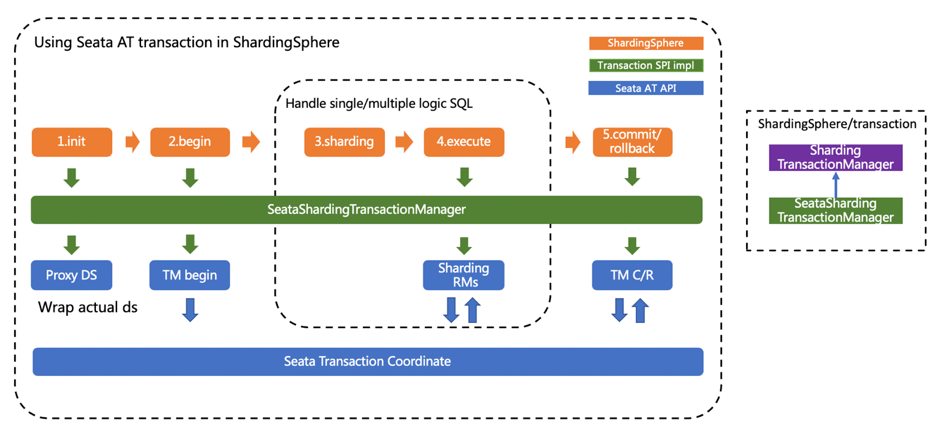 Using Seata AT transaction in ShardingSphere
ShardingSphere
Transaction SPI impl
Seata AT API
Handle single/multiple logic SQL
1.init
2.begin
3.sharding
4.execute
5.commit/
rollback
SeataShardingTransactionManager
Proxy DS
TM begin
Sharding
RMs
TM C/R
Wrap actual ds
Seata Transaction Coordinate
ShardingSphere/transaction
Sharding
TransactionManager
SeataSharding
TransactionManager